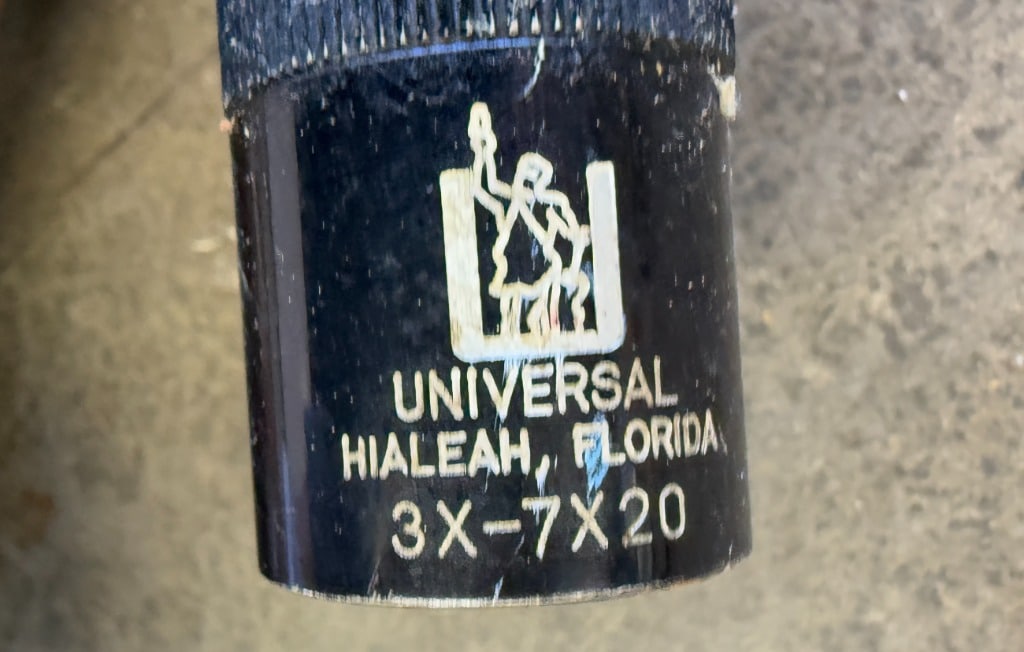 UNIVERSAL
HIALEAH, FLORIDA
3X-7X20